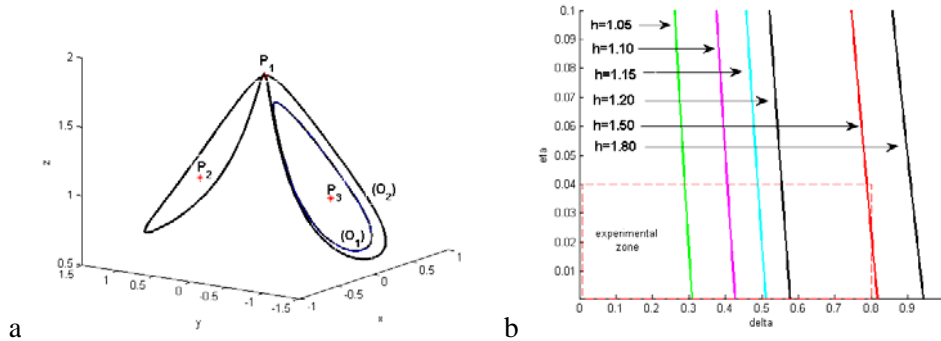 P1
P2
P3
(O2)
(O1)
2
1.5
1
0.5
z
1.5
1
0.5
0
-0.5
-1
-1.5
y
-1
-0.5
0
0.5
1
x
a
0.1
0.09
0.08
0.07
0.06
0.05
0.04
0.03
0.02
0.01
eta
h=1.05
h=1.10
h=1.15
h=1.20
h=1.50
h=1.80
experimental
zone
0
0.1
0.2
0.3
0.4
0.5
0.6
0.7
0.8
0.9
delta
b